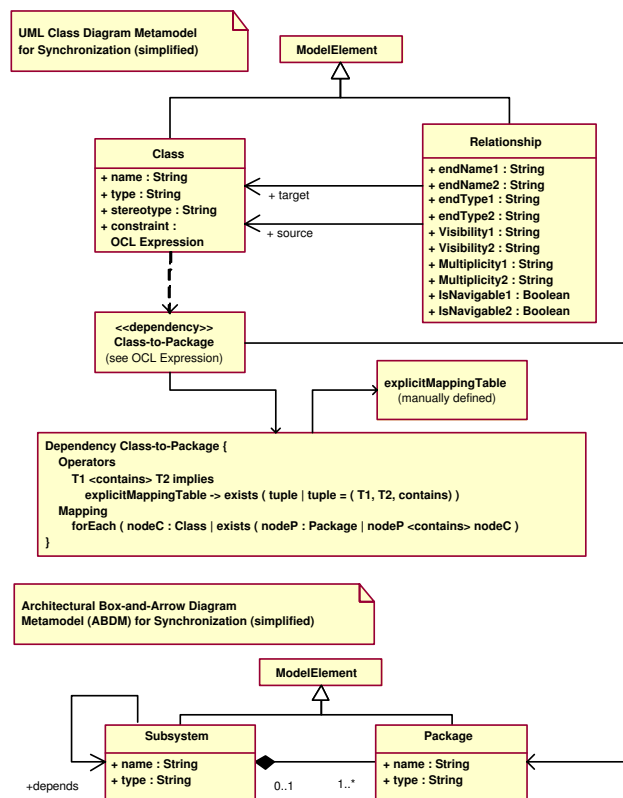 UML Class Diagram Metamodel
for Synchronization (simplified)
ModelElement
Class
+ name : String
+ type : String
+ stereotype : String
+ constraint :
OCL Expression
Relationship
+ endName1 : String
+ endName2 : String
+ endType1 : String
+ endType2 : String
+ Visibility1 : String
+ Visibility2 : String
+ Multiplicity1 : String
+ Multiplicity2 : String
+ IsNavigable1 : Boolean
+ IsNavigable2 : Boolean
+ target
+ source
<<dependency>>
Class-to-Package
(see OCL Expression)
explicitMappingTable
(manually defined)
Dependency Class-to-Package {
Operators
T1 <contains> T2 implies
explicitMappingTable -> exists ( tuple | tuple = ( T1, T2, contains) )
Mapping
forEach ( nodeC : Class | exists ( nodeP : Package | nodeP <contains> nodeC )
}
Architectural Box-and-Arrow Diagram
Metamodel (ABDM) for Synchronization (simplified)
ModelElement
Subsystem
+ name : String
+ type : String
Package
+ name : String
+ type : String
+depends
0..1
1..*